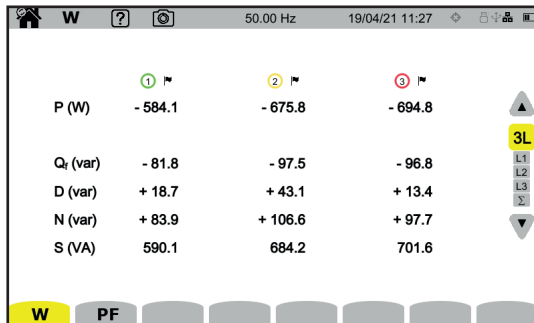 W ? 50.00 Hz 19/04/21 11:27
1 2 3
P (W) - 584.1 - 675.8 - 694.8
3L
Qf (var) - 81.8 - 97.5 - 96.8
L1
L2
D (var) + 18.7 + 43.1 + 13.4
L3
Σ
N (var) + 83.9 + 106.6 + 97.7
S (VA) 590.1 684.2 701.6
W PF